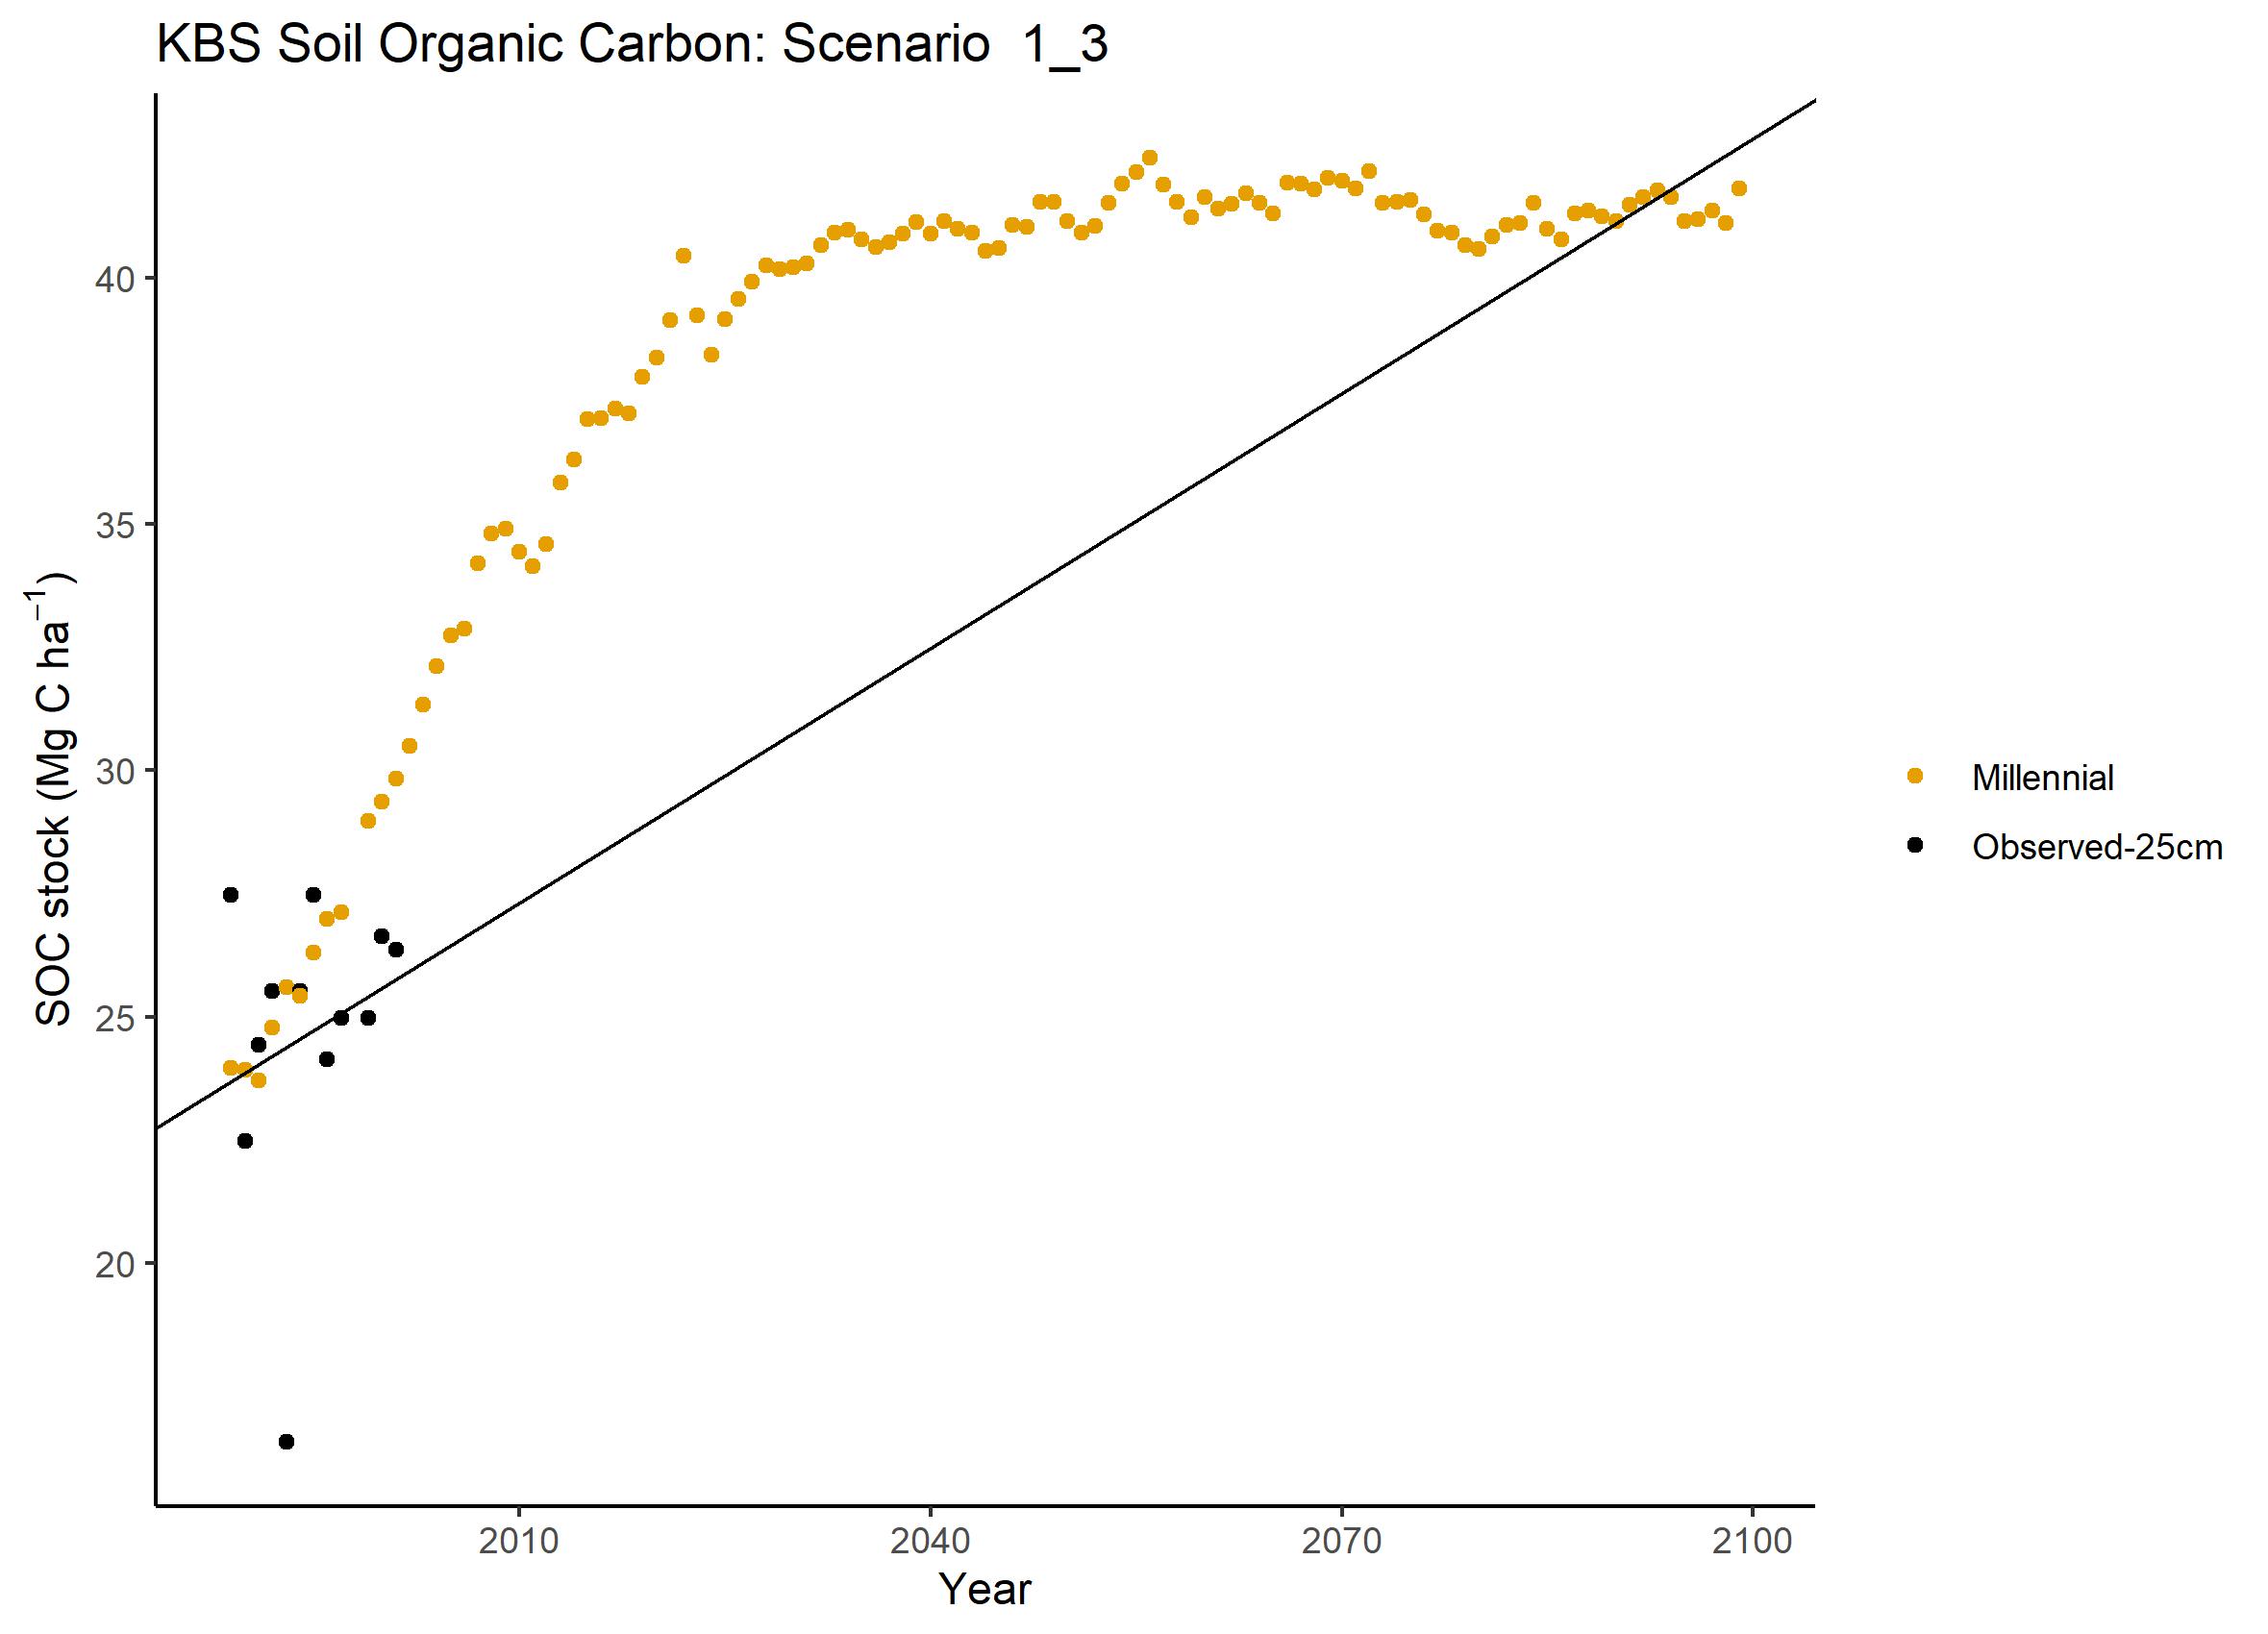 KBS Soil Organic Carbon: Scenario  1_3
SOC stock (Mg C ha⁻¹)
40
35
30
25
20
2010
2040
2070
2100
Year
Millennial
Observed-25cm